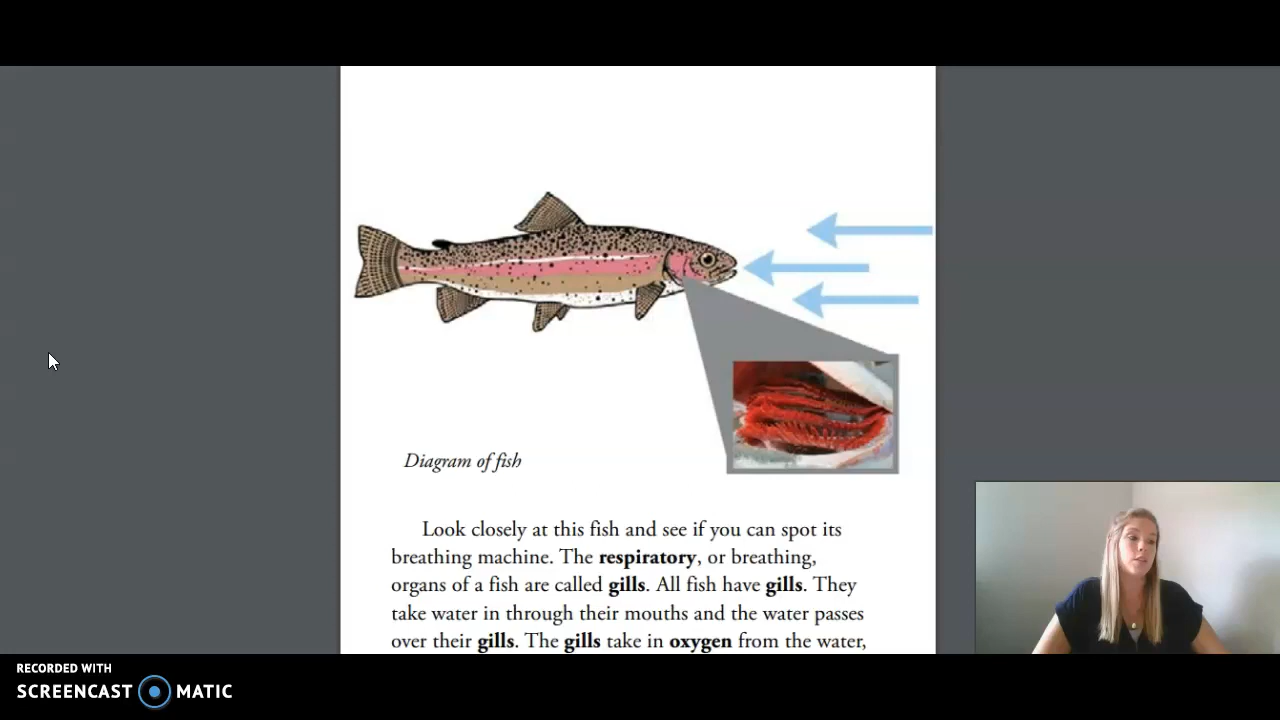 Diagram of fish
Look closely at this fish and see if you can spot its
breathing machine. The respiratory, or breathing,
organs of a fish are called gills. All fish have gills. They
take water in through their mouths and the water passes
over their gills. The gills take in oxygen from the water,
RECORDED WITH
SCREENCAST MATIC